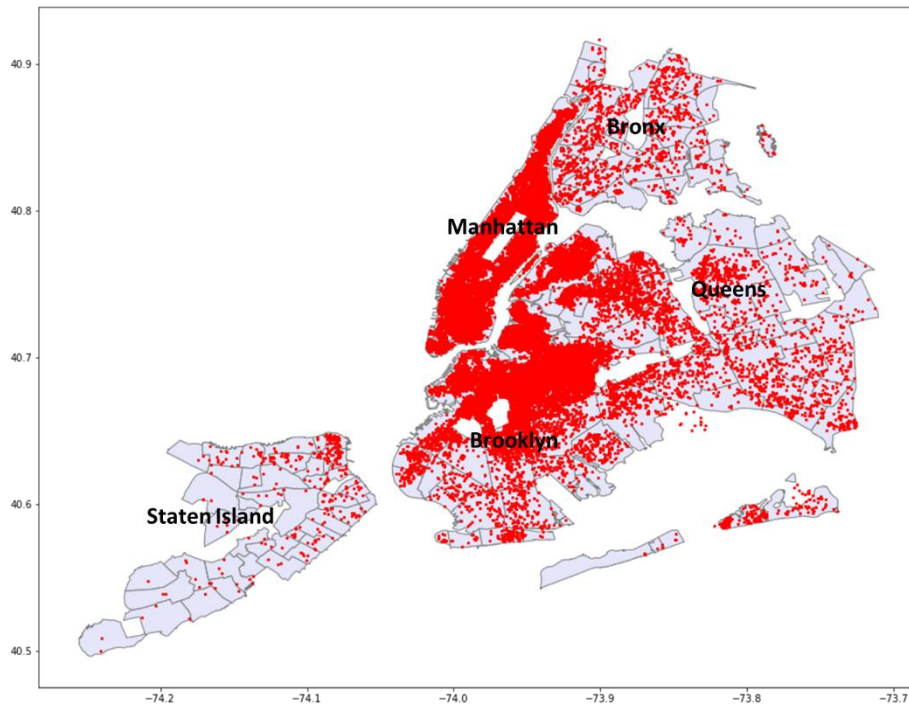 40.9
Bronx
40.8
Manhattan
Queens
40.7
Brooklyn
40.6
Staten Island
40.5
−74.2
−74.1
−74.0
−73.9
−73.8
−73.7